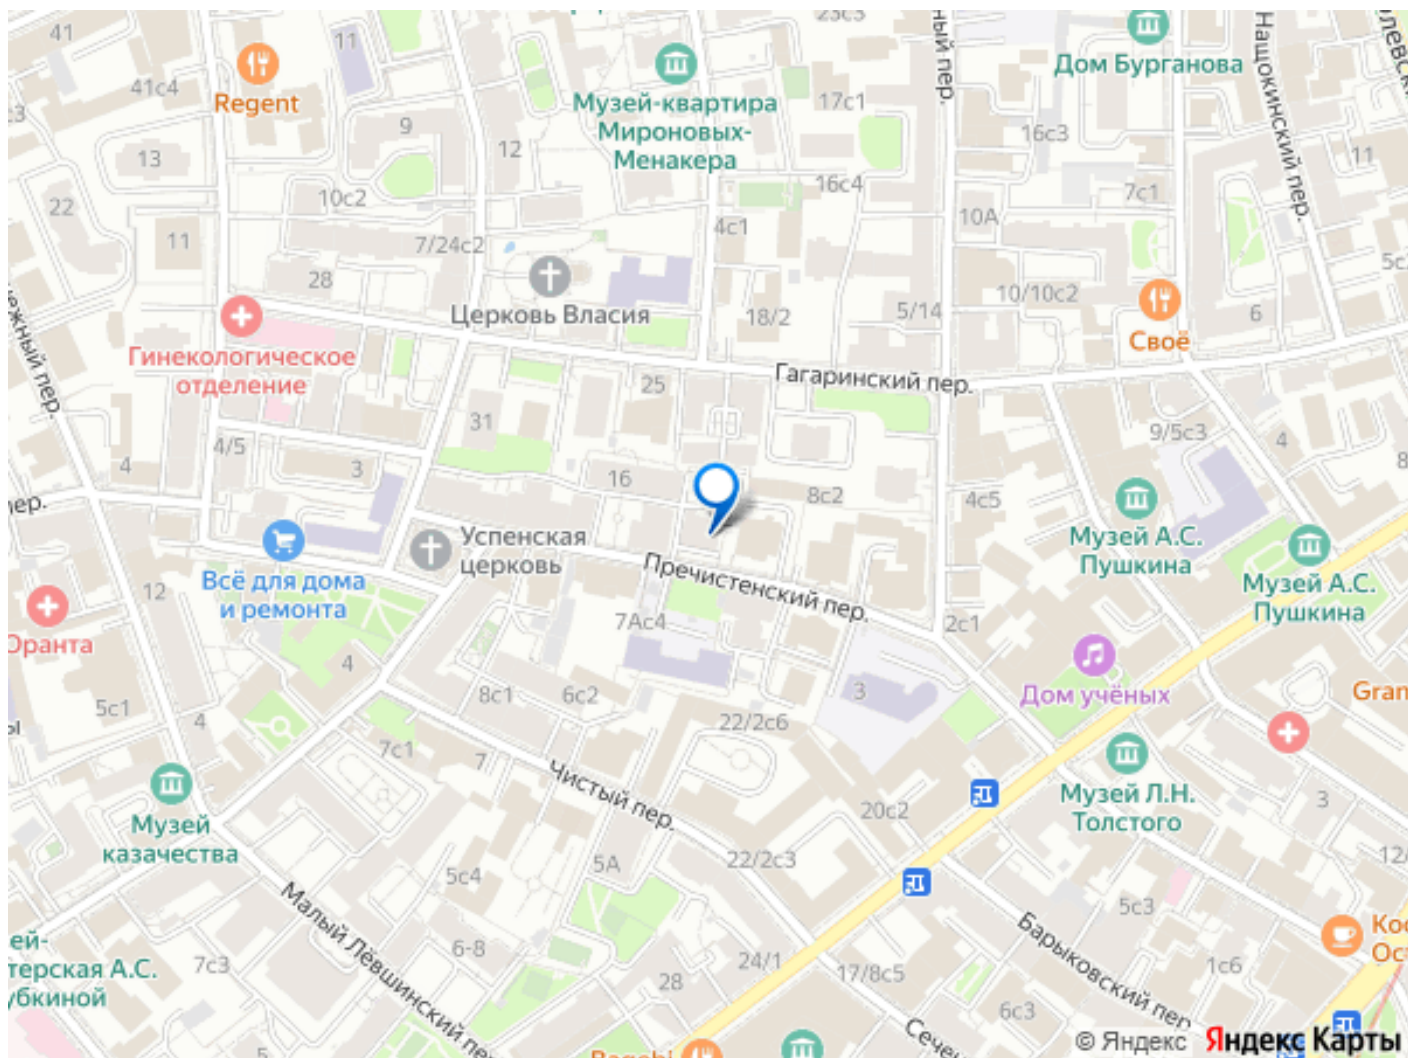 41
11
23с3
Дом Бурганова
Нащокинский пер.
41с4
Regent
Музей-квартира
Мироновых-
Менакера
17с1
16с3
9
12
13
11
10с2
16с4
7с1
22
11
7/24с2
4с1
10А
28
Церковь Власия
18/2
5/14
10/10с2
6
Своё
Гинекологическое
отделение
Гагаринский пер.
25
31
4/5
4
3
16
8с2
4с5
9/5с3
4
8
Успенская
церковь
Музей А.С.
Пушкина
Музей А.С.
Пушкина
Всё для дома
и ремонта
12
Пречистенский пер.
7Ас4
2с1
4
Дом учёных
3
5с1
4
8с1
6с2
22/2с6
7с1
7
Чистый пер.
20с2
Музей Л.Н.
Толстого
3
Музей
казачества
5А
22/2с3
5с4
5с3
Малый Лёвшинский пер.
6-8
7с3
28
24/1
17/8с5
Барыковский пер.
1с6
6с3
© Яндекс Яндекс Карты